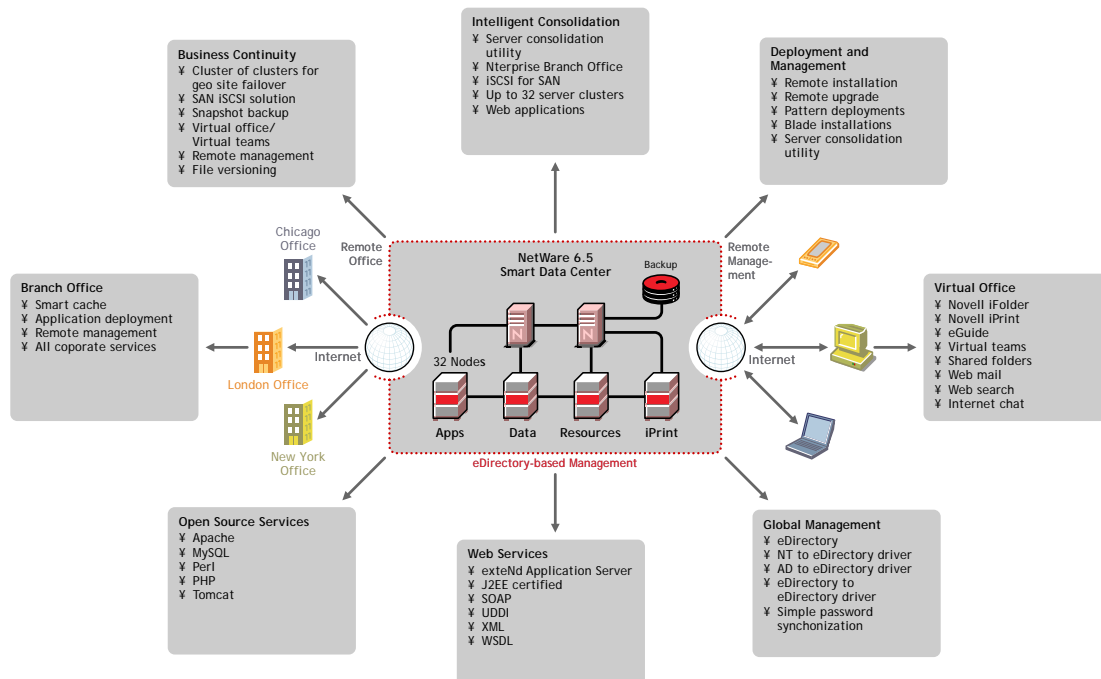 Intelligent Consolidation
¥ Server consolidation
utility
¥ Nterprise Branch Office
¥ iSCSI for SAN
¥ Up to 32 server clusters
¥ Web applications
Business Continuity
¥ Cluster of clusters for
geo site failover
¥ SAN iSCSI solution
¥ Snapshot backup
¥ Virtual office/
Virtual teams
¥ Remote management
¥ File versioning
Deployment and
Management
¥ Remote installation
¥ Remote upgrade
¥ Pattern deployments
¥ Blade installations
¥ Server consolidation
utility
Chicago
Office
Remote
Office
NetWare 6.5
Smart Data Center
Backup
Remote
Manage-
ment
Branch Office
¥ Smart cache
¥ Application deployment
¥ Remote management
¥ All coporate services
London Office
Internet
32 Nodes
Internet
Virtual Office
¥ Novell iFolder
¥ Novell iPrint
¥ eGuide
¥ Virtual teams
¥ Shared folders
¥ Web mail
¥ Web search
¥ Internet chat
N
N
Apps
Data
Resources
iPrint
New York
Office
eDirectory-based Management
Open Source Services
¥ Apache
¥ MySQL
¥ Perl
¥ PHP
¥ Tomcat
Web Services
¥ exteNd Application Server
¥ J2EE certified
¥ SOAP
¥ UDDI
¥ XML
¥ WSDL
Global Management
¥ eDirectory
¥ NT to eDirectory driver
¥ AD to eDirectory driver
¥ eDirectory to
eDirectory driver
¥ Simple password
synchonization